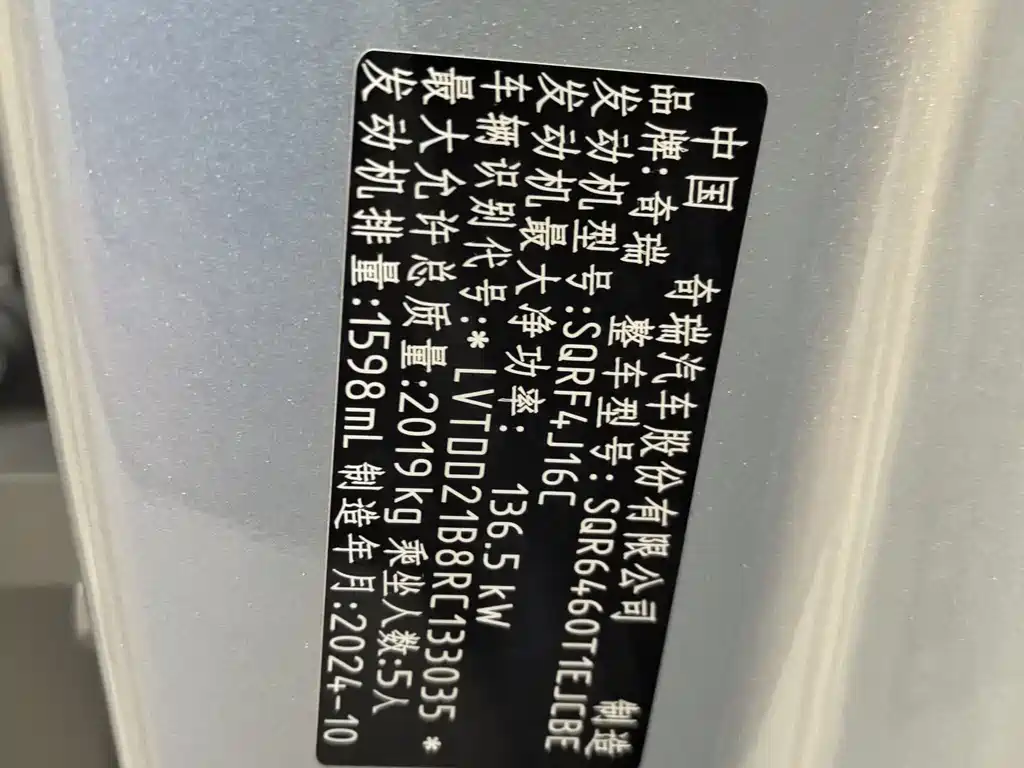 中国 奇瑞汽车股份有限公司 制造
品牌:奇瑞 整车型号:SQR6460T1EJCBE
发动机型号:SQRF4J16C
发动机最大净功率: 136.5 kW
车辆识别代号:* LVTDD21B8RC133035 *
最大允许总质量:2019kg 乘坐人数:5人
发动机排量:1598ml 制造年月:2024-10